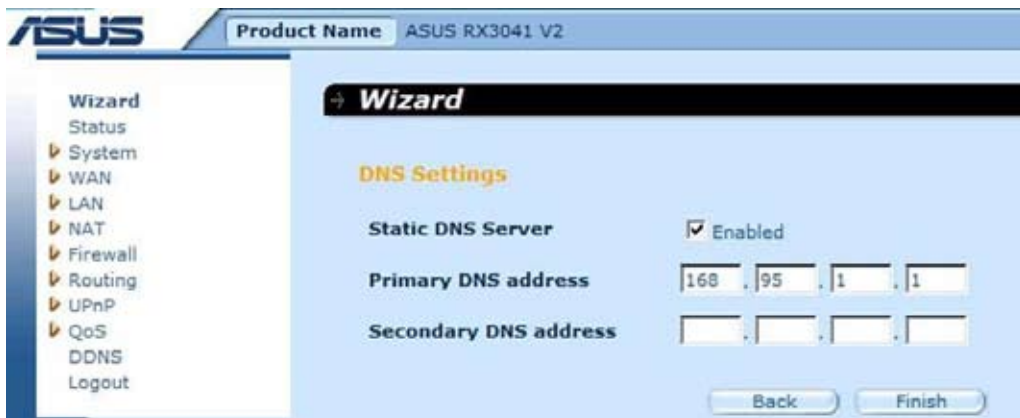 ASUS
Product Name ASUS RX3041 V2
Wizard
Status
System
WAN
LAN
NAT
Firewall
Routing
UPnP
QoS
DDNS
Logout
Wizard
DNS Settings
Static DNS Server Enabled
Primary DNS address 168 . 95 . 1 . 1
Secondary DNS address . . .
Back Finish